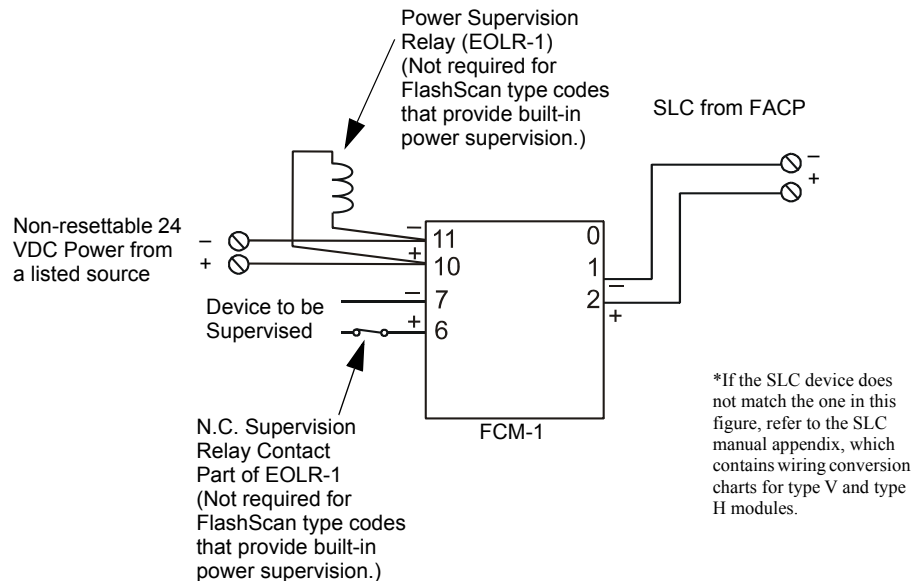 Power Supervision
Relay (EOLR-1)
(Not required for
FlashScan type codes
that provide built-in
power supervision.)
SLC from FACP
–
+
Non-resettable 24
VDC Power from
a listed source
–
+
–
11
+
10
0
1
–
2
+
Device to be
Supervised
–
7
+
6
FCM-1
N.C. Supervision
Relay Contact
Part of EOLR-1
(Not required for
FlashScan type codes
that provide built-in
power supervision.)
*If the SLC device does
not match the one in this
figure, refer to the SLC
manual appendix, which
contains wiring conversion
charts for type V and type
H modules.